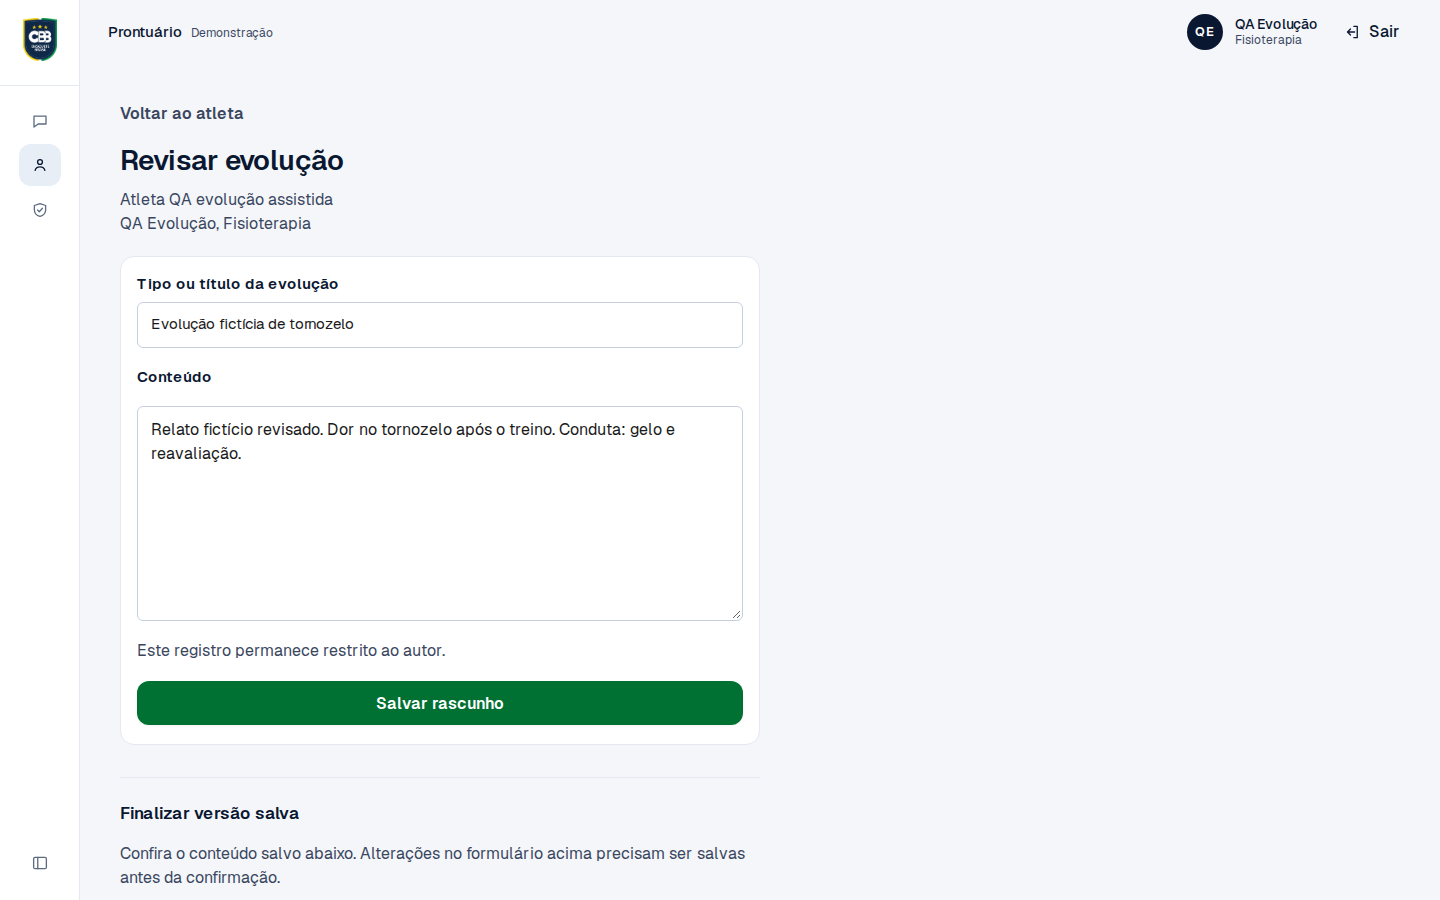 CBB
Prontuário Demonstração
QE
QA Evolução
Fisioterapia
Sair
Voltar ao atleta
Revisar evolução
Atleta QA evolução assistida
QA Evolução, Fisioterapia
Tipo ou título da evolução
Evolução fictícia de tornozelo
Conteúdo
Relato fictício revisado. Dor no tornozelo após o treino. Conduta: gelo e
reavaliação.
Este registro permanece restrito ao autor.
Salvar rascunho
Finalizar versão salva
Confira o conteúdo salvo abaixo. Alterações no formulário acima precisam ser salvas
antes da confirmação.